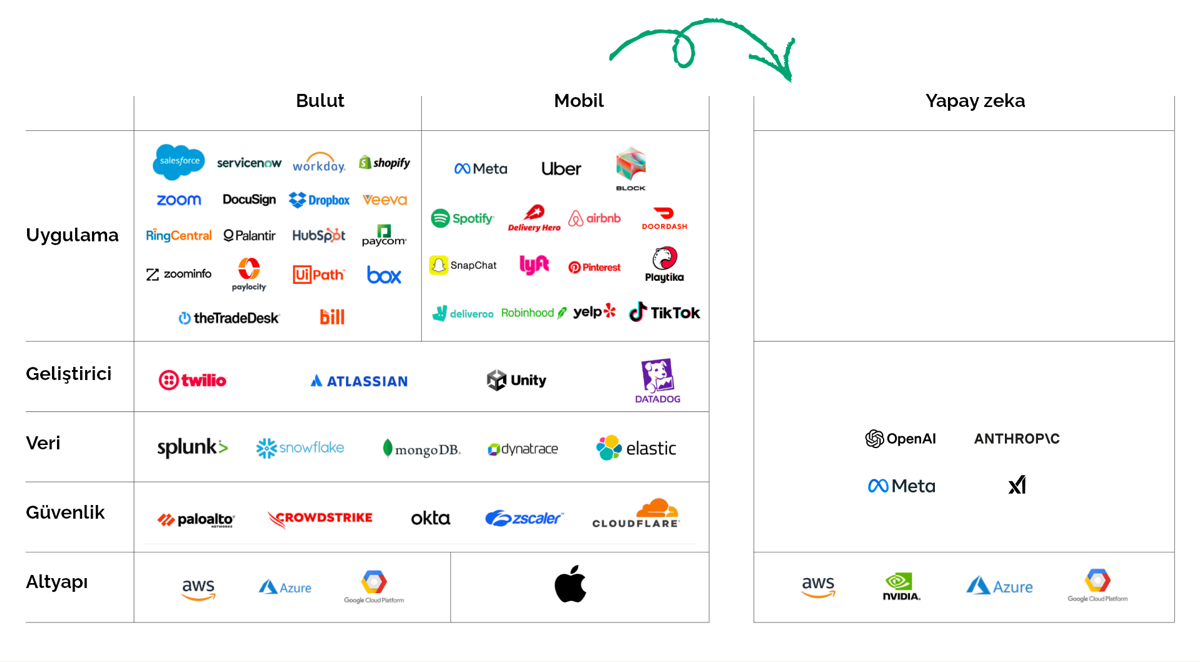 Bulut Mobil Yapay zeka
Uygulama
salesforce servicenow workday. shopify
zoom DocuSign Dropbox Veeva
RingCentral Palantir HubSpot paycom
zoominfo paylocity UiPath box
theTradeDesk bill
Meta Uber BLOCK
Spotify Delivery Hero airbnb DOORDASH
SnapChat lyft Pinterest Playtika
deliveroo Robinhood yelp TikTok
Geliştirici
twilio ATLASSIAN Unity DATADOG
Veri
splunk> snowflake mongoDB. dynatrace elastic
OpenAI ANTHROP\C
Meta xI
Güvenlik
paloalto NETWORKS CROWDSTRIKE okta zscaler CLOUDFLARE
Altyapı
aws Azure Google Cloud Platform
aws NVIDIA. Azure Google Cloud Platform